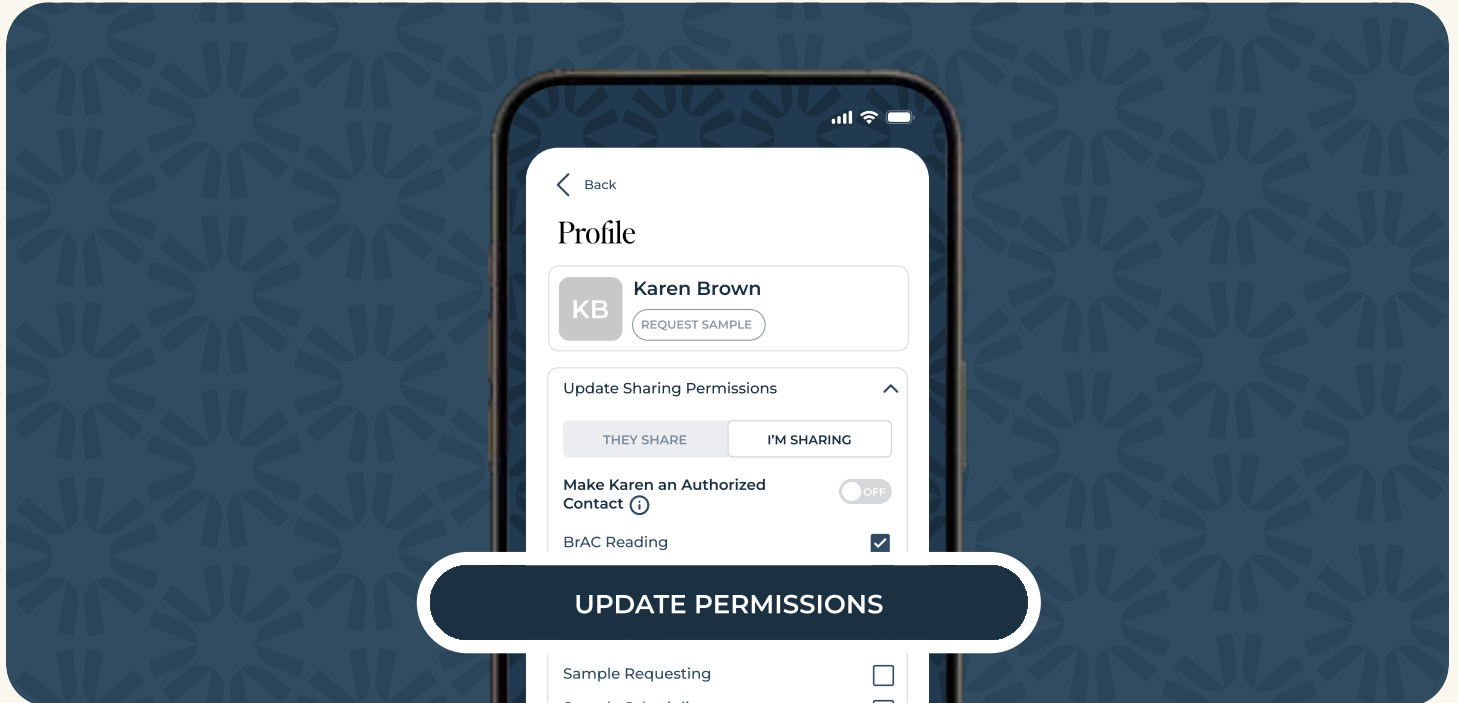 Back
Profile
KB
Karen Brown
REQUEST SAMPLE
Update Sharing Permissions
THEY SHARE
I'M SHARING
Make Karen an Authorized
Contact
OFF
BrAC Reading
UPDATE PERMISSIONS
Sample Requesting